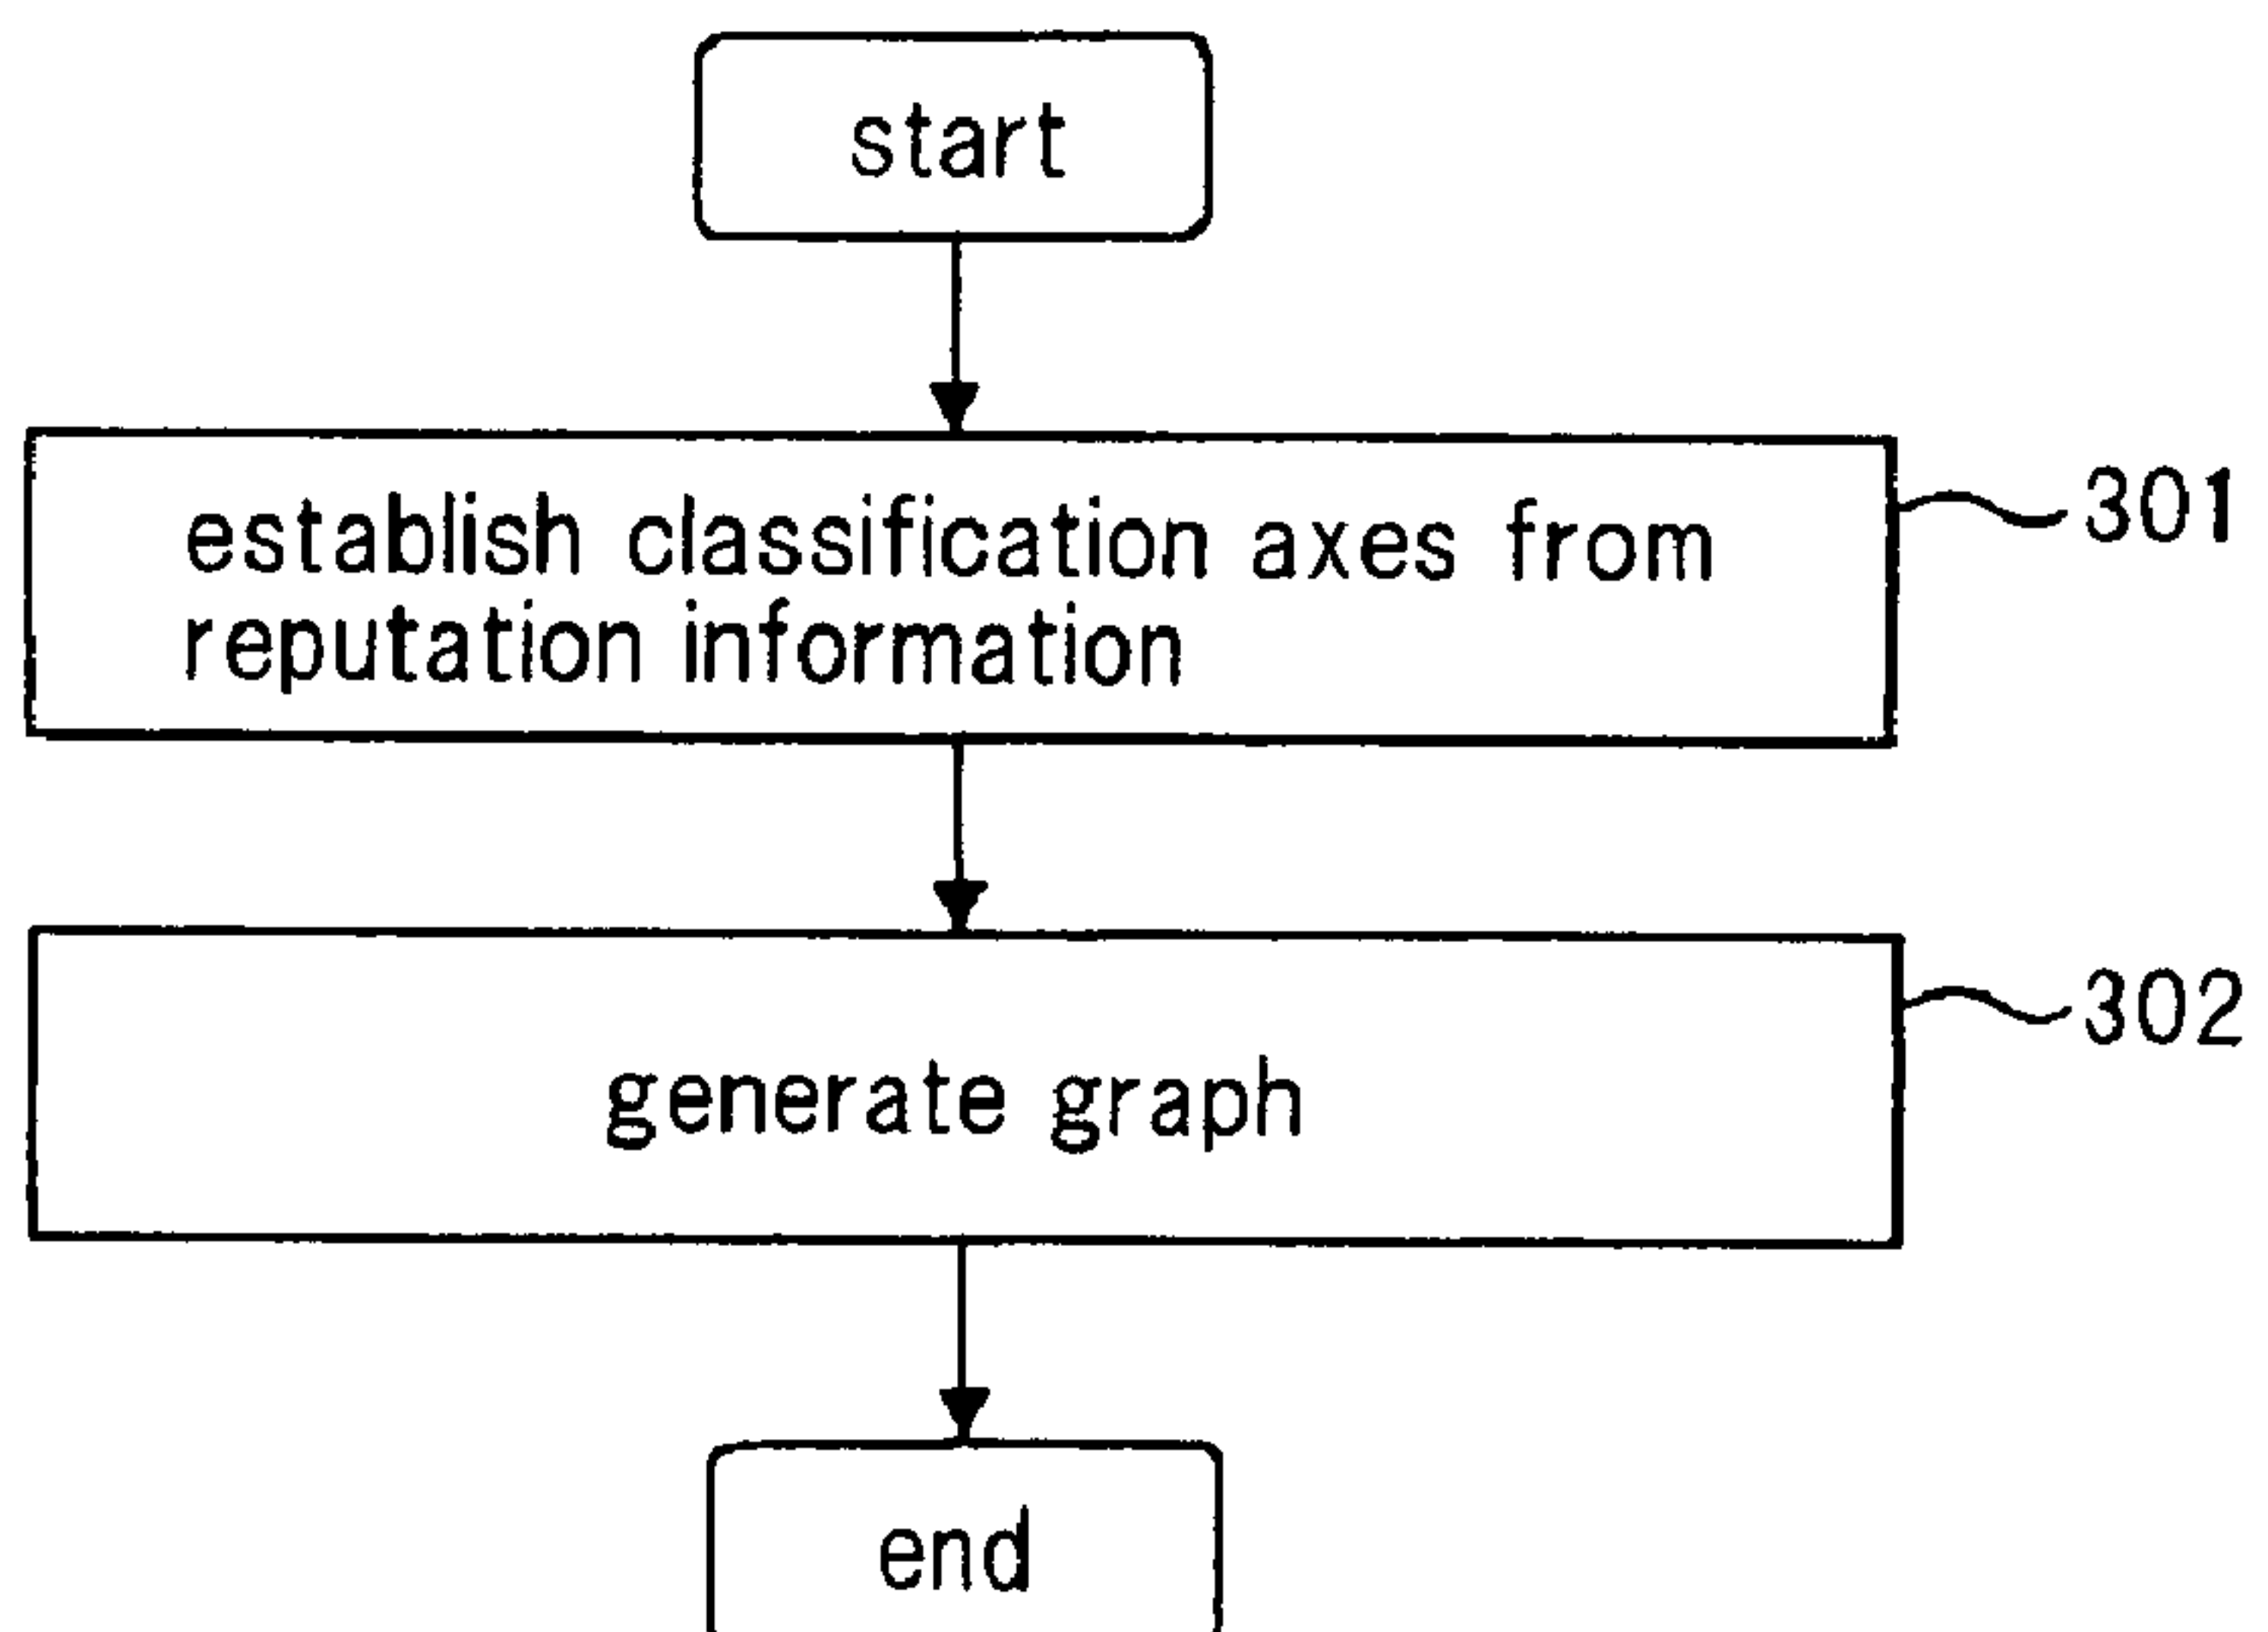 start
establish classification axes from
reputation information
301
generate graph
302
end